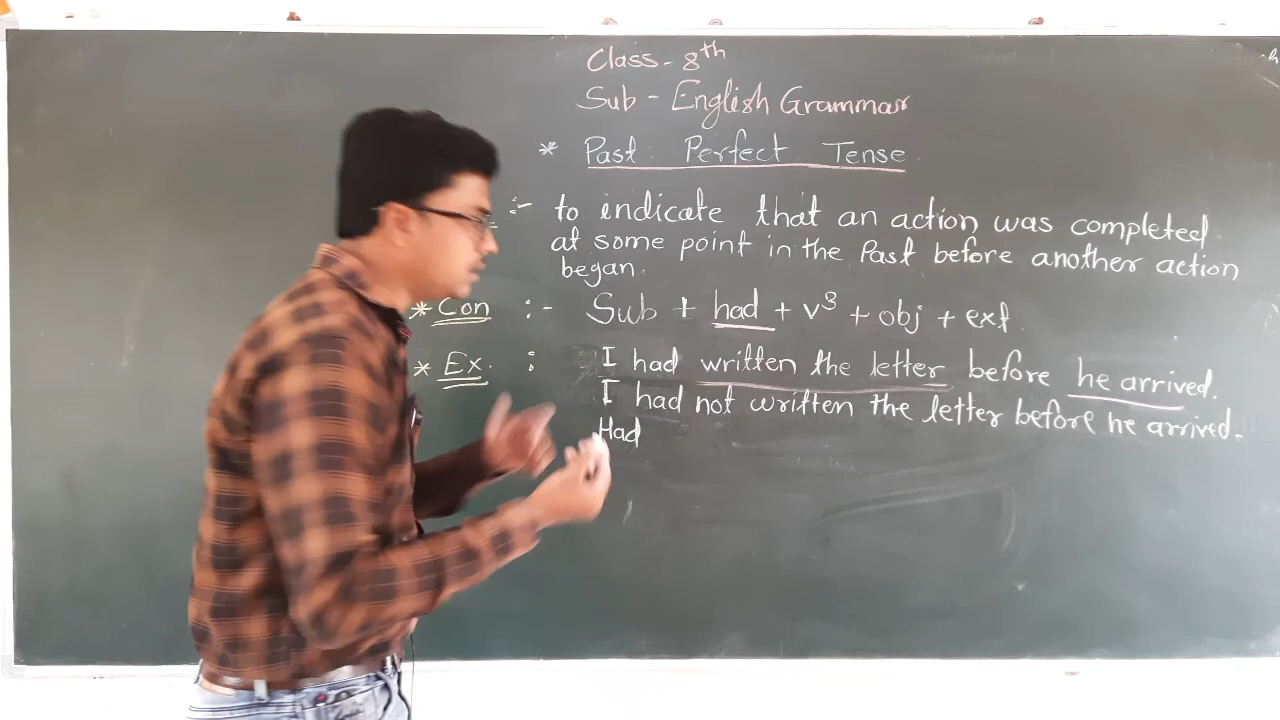 Class - 8th
Sub - English Grammar
* Past Perfect Tense
:- to indicate that an action was completed
at some point in the Past before another action
began.
* Con :- Sub + had + v3 + obj + ext
* Ex. : I had written the letter before he arrived.
I had not written the letter before he arrived.
Had